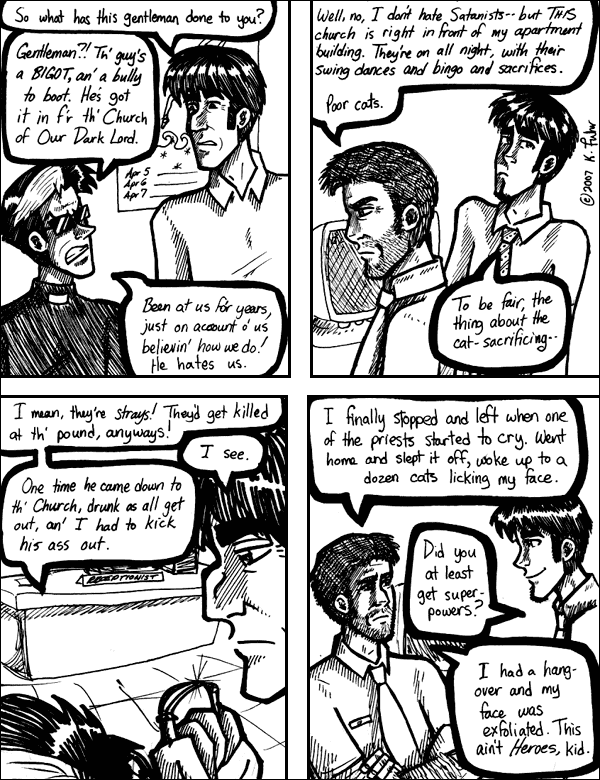 So what has this gentleman done to you?
Gentleman?! Th' guy's
a BIGOT, an' a bully
to boot. He's got
it in f'r th' Church
of Our Dark Lord.
Apr 5
Apr 6
Apr 7
Been at us for years,
just on account o' us
believin' how we do!
He hates us.
Well, no, I don't hate Satanists-- but THIS
church is right in front of my apartment
building. They're on all night, with their
swing dances and bingo and sacrifices.
Poor cats.
©2007 K. Fuhr
To be fair, the
thing about the
cat-sacrificing--
I mean, they're strays! They'd get killed
at th' pound, anyways!
I see.
One time he came down to
th' Church, drunk as all get
out, an' I had to kick
his ass out.
RECEPTIONIST
I finally stopped and left when one
of the priests started to cry. Went
home and slept it off, woke up to a
dozen cats licking my face.
Did you
at least
get super-
powers?
I had a hang-
over and my
face was
exfoliated. This
ain't Heroes, kid.